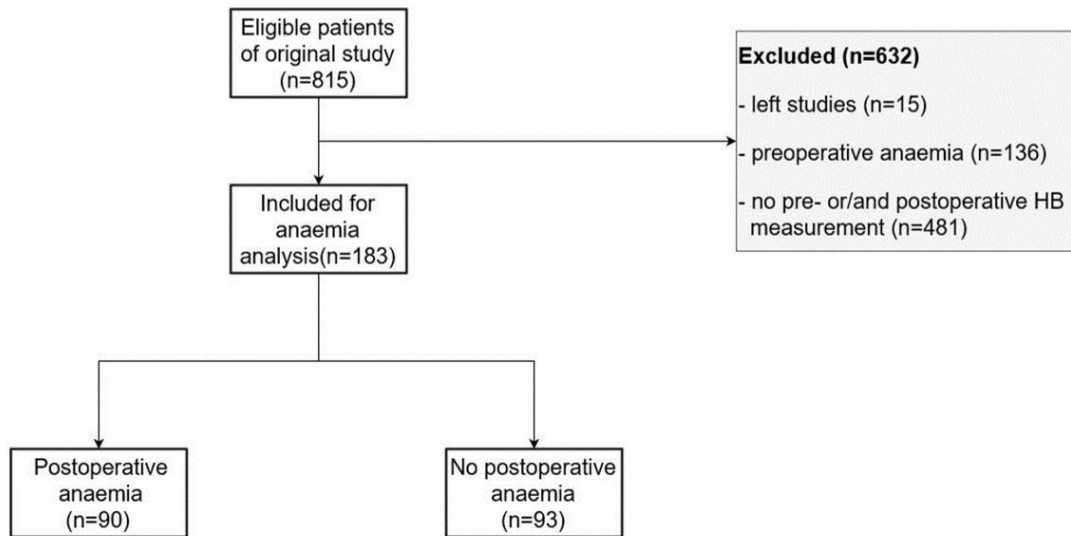 Eligible patients
of original study
(n=815)
Excluded (n=632)
- left studies (n=15)
- preoperative anaemia (n=136)
- no pre- or/and postoperative HB
measurement (n=481)
Included for
anaemia
analysis(n=183)
Postoperative
anaemia
(n=90)
No postoperative
anaemia
(n=93)